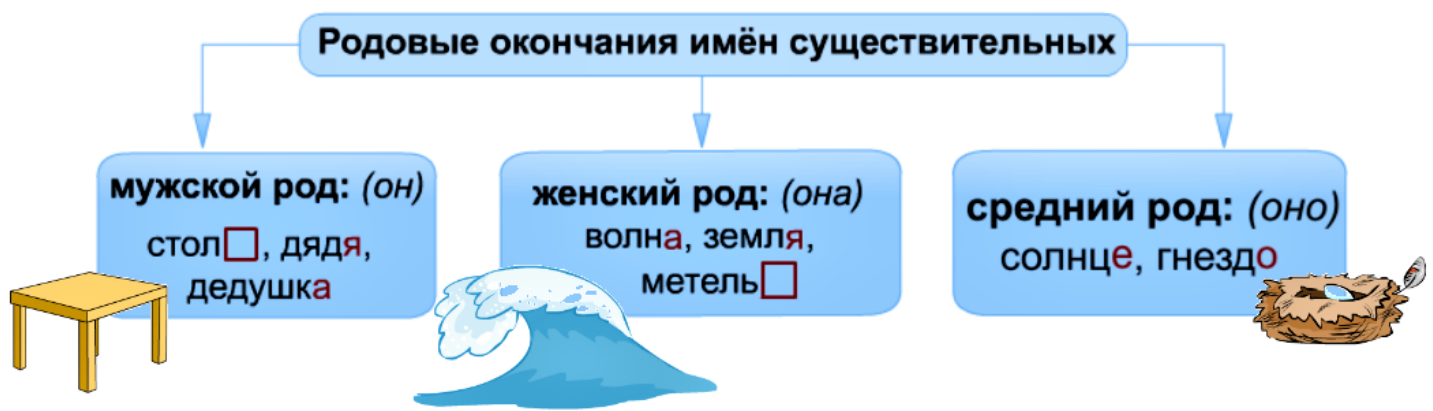 Родовые окончания имён существительных
мужской род: (он)
стол□, дядя,
дедушка
женский род: (она)
волна, земля,
метель□
средний род: (оно)
солнце, гнездо